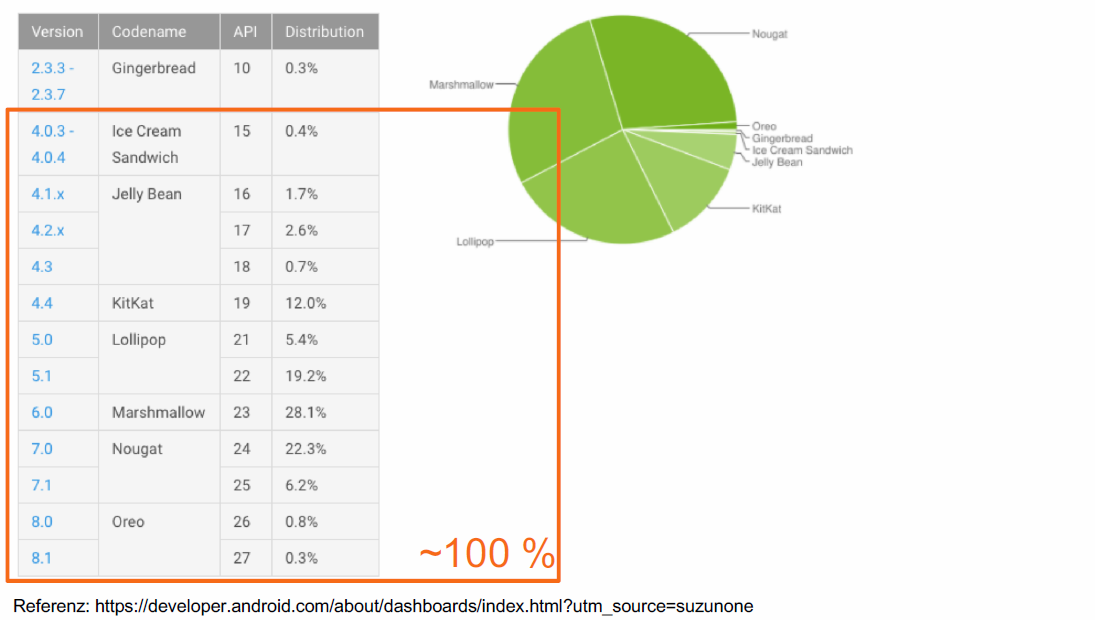 Version Codename API Distribution
2.3.3 - Gingerbread 10 0.3%
2.3.7
4.0.3 - Ice Cream 15 0.4%
4.0.4 Sandwich
4.1.x Jelly Bean 16 1.7%
4.2.x 17 2.6%
4.3 18 0.7%
4.4 KitKat 19 12.0%
5.0 Lollipop 21 5.4%
5.1 22 19.2%
6.0 Marshmallow 23 28.1%
7.0 Nougat 24 22.3%
7.1 25 6.2%
8.0 Oreo 26 0.8%
8.1 27 0.3%
~100 %
Nougat
Marshmallow
Oreo
Gingerbread
Ice Cream Sandwich
Jelly Bean
KitKat
Lollipop
Referenz: https://developer.android.com/about/dashboards/index.html?utm_source=suzunone